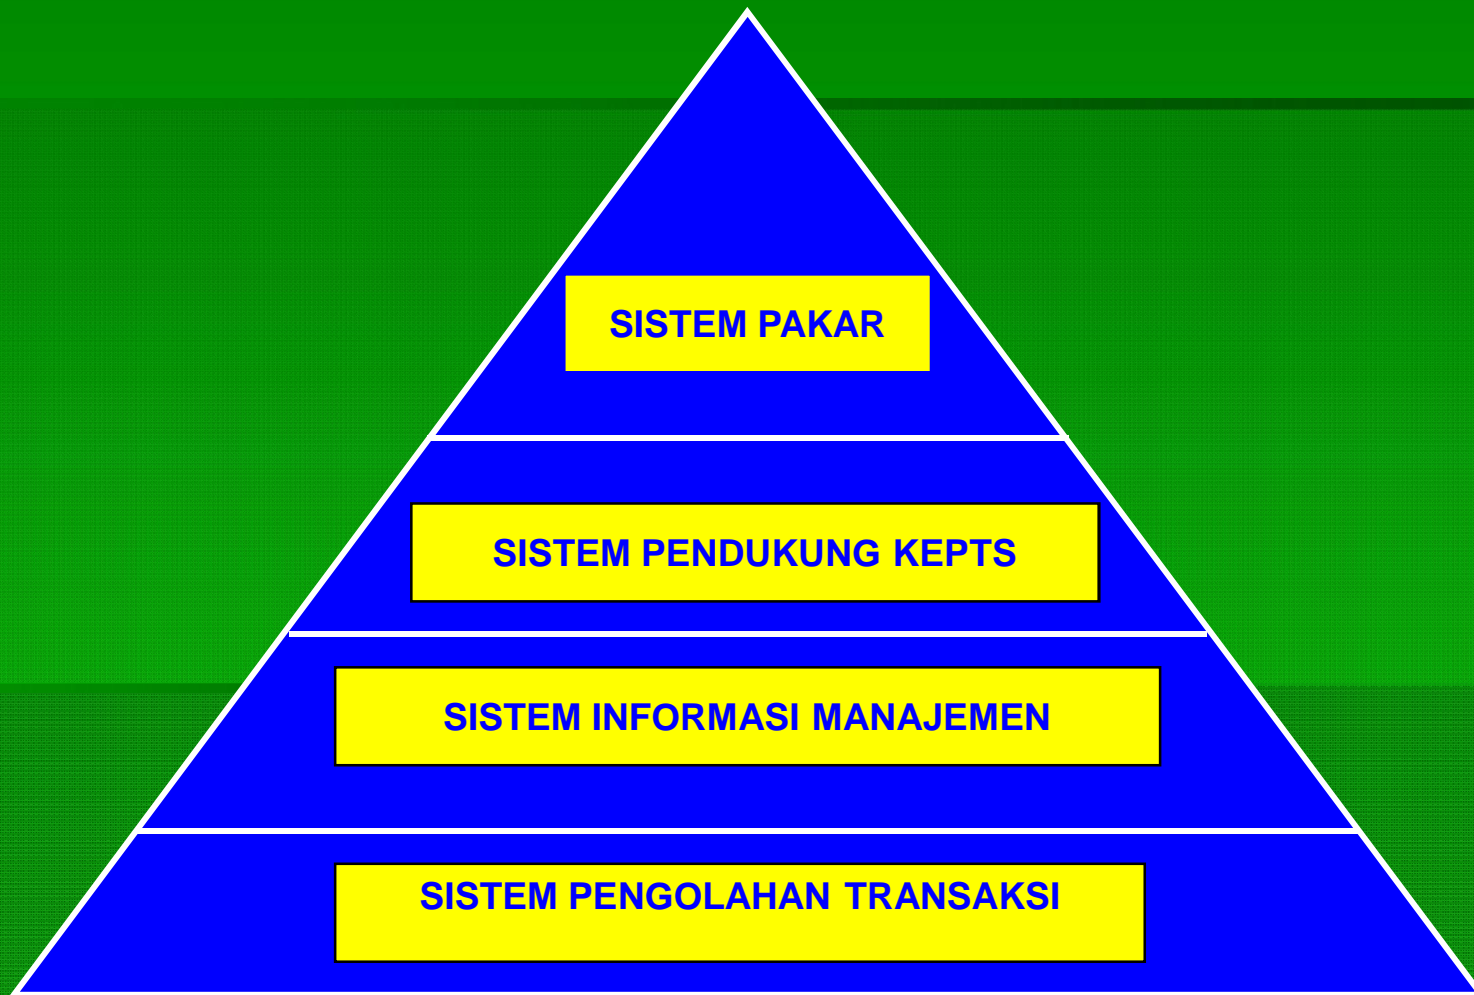 SISTEM PAKAR
SISTEM PENDUKUNG KEPTS
SISTEM INFORMASI MANAJEMEN
SISTEM PENGOLAHAN TRANSAKSI